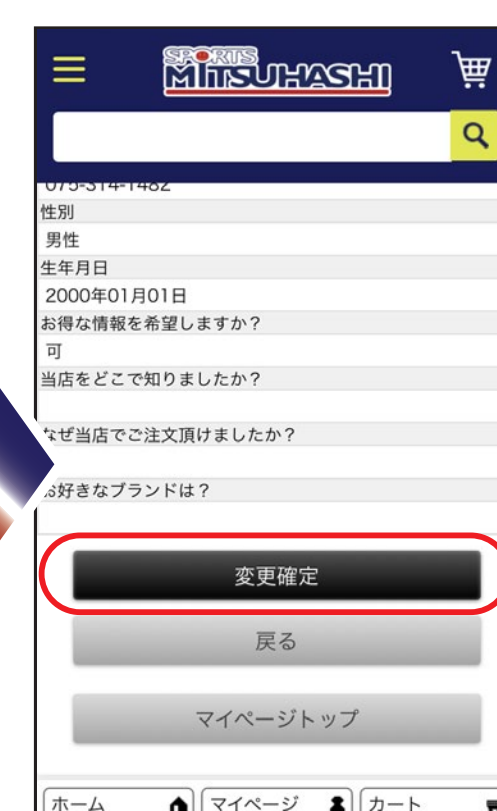 SPORTS
MITSUHASHI
075-314-1482
性別
男性
生年月日
2000年01月01日
お得な情報を希望しますか？
可
当店をどこで知りましたか？
なぜ当店でご注文頂けましたか？
お好きなブランドは？
変更確定
戻る
マイページトップ
ホーム マイページ カート